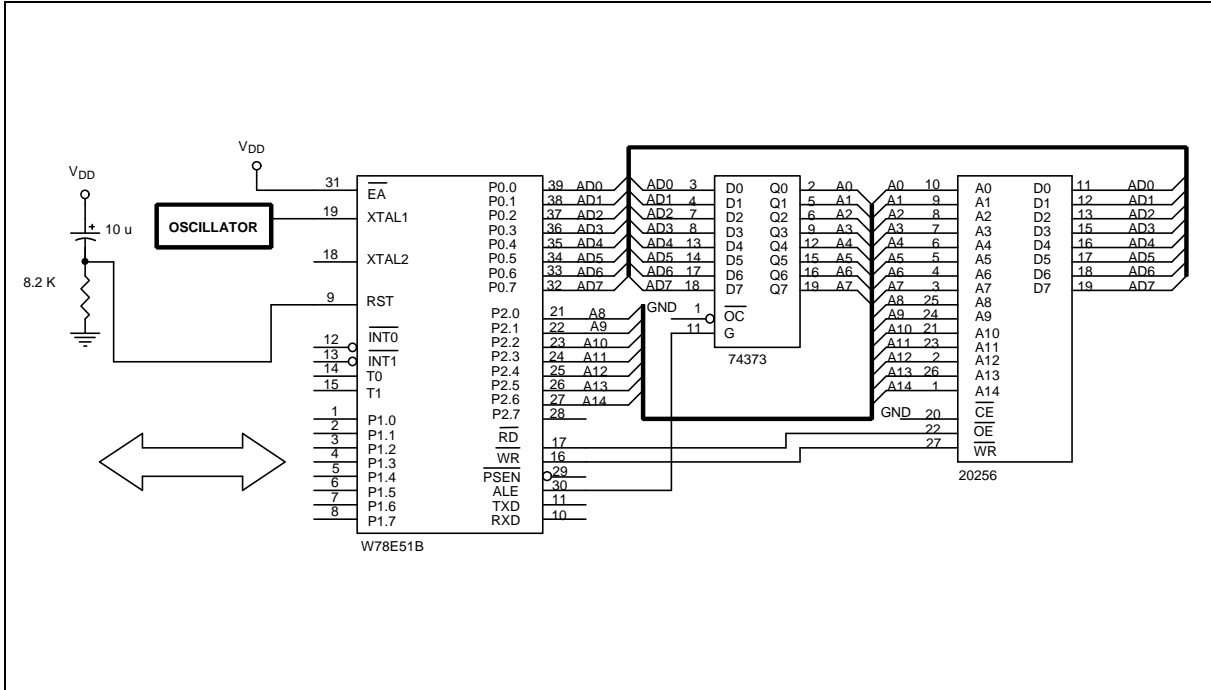 VDD
10 u
8.2 K
VDD
OSCILLATOR
31 EA
19 XTAL1
18 XTAL2
9 RST
12 INT0
13 INT1
14 T0
15 T1
1 P1.0
2 P1.1
3 P1.2
4 P1.3
5 P1.4
6 P1.5
7 P1.6
8 P1.7
P0.0 39 AD0
P0.1 38 AD1
P0.2 37 AD2
P0.3 36 AD3
P0.4 35 AD4
P0.5 34 AD5
P0.6 33 AD6
P0.7 32 AD7
P2.0 21 A8
P2.1 22 A9
P2.2 23 A10
P2.3 24 A11
P2.4 25 A12
P2.5 26 A13
P2.6 27 A14
P2.7 28
RD 17
WR 16
PSEN 29
ALE 30
TXD 11
RXD 10
W78E51B
AD0 3 D0 Q0 2 A0
AD1 4 D1 Q1 5 A1
AD2 7 D2 Q2 6 A2
AD3 8 D3 Q3 9 A3
AD4 13 D4 Q4 12 A4
AD5 14 D5 Q5 15 A5
AD6 17 D6 Q6 16 A6
AD7 18 D7 Q7 19 A7
GND 1 OC
11 G
74373
A0 10 A0 D0 11 AD0
A1 9 A1 D1 12 AD1
A2 8 A2 D2 13 AD2
A3 7 A3 D3 15 AD3
A4 6 A4 D4 16 AD4
A5 5 A5 D5 17 AD5
A6 4 A6 D6 18 AD6
A7 3 A7 D7 19 AD7
A8 25 A8
A9 24 A9
A10 21 A10
A11 23 A11
A12 2 A12
A13 26 A13
A14 1 A14
GND 20 CE
22 OE
27 WR
20256